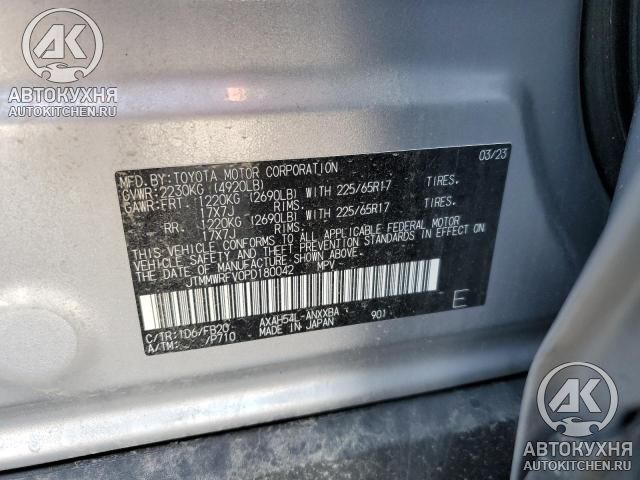 AK
АВТОКУХНЯ
AUTOKITCHEN.RU
MFD. BY: TOYOTA MOTOR CORPORATION 03/23
GVWR: 2230KG (4920LB)
GAWR: FRT 1220KG (2690LB) WITH 225/65R17 TIRES.
17X7J RIMS.
RR. 1220KG (2690LB) WITH 225/65R17 TIRES.
17X7J RIMS.
THIS VEHICLE CONFORMS TO ALL APPLICABLE FEDERAL MOTOR
VEHICLE SAFETY AND THEFT PREVENTION STANDARDS IN EFFECT ON
THE DATE OF MANUFACTURE SHOWN ABOVE.
JTMMWRFV0PD180042 MPV
C/TR: 1D6/FB20 AXAH54L-ANXXBA 901 E
A/TM: /P710 MADE IN JAPAN
AK
АВТОКУХНЯ
AUTOKITCHEN.RU